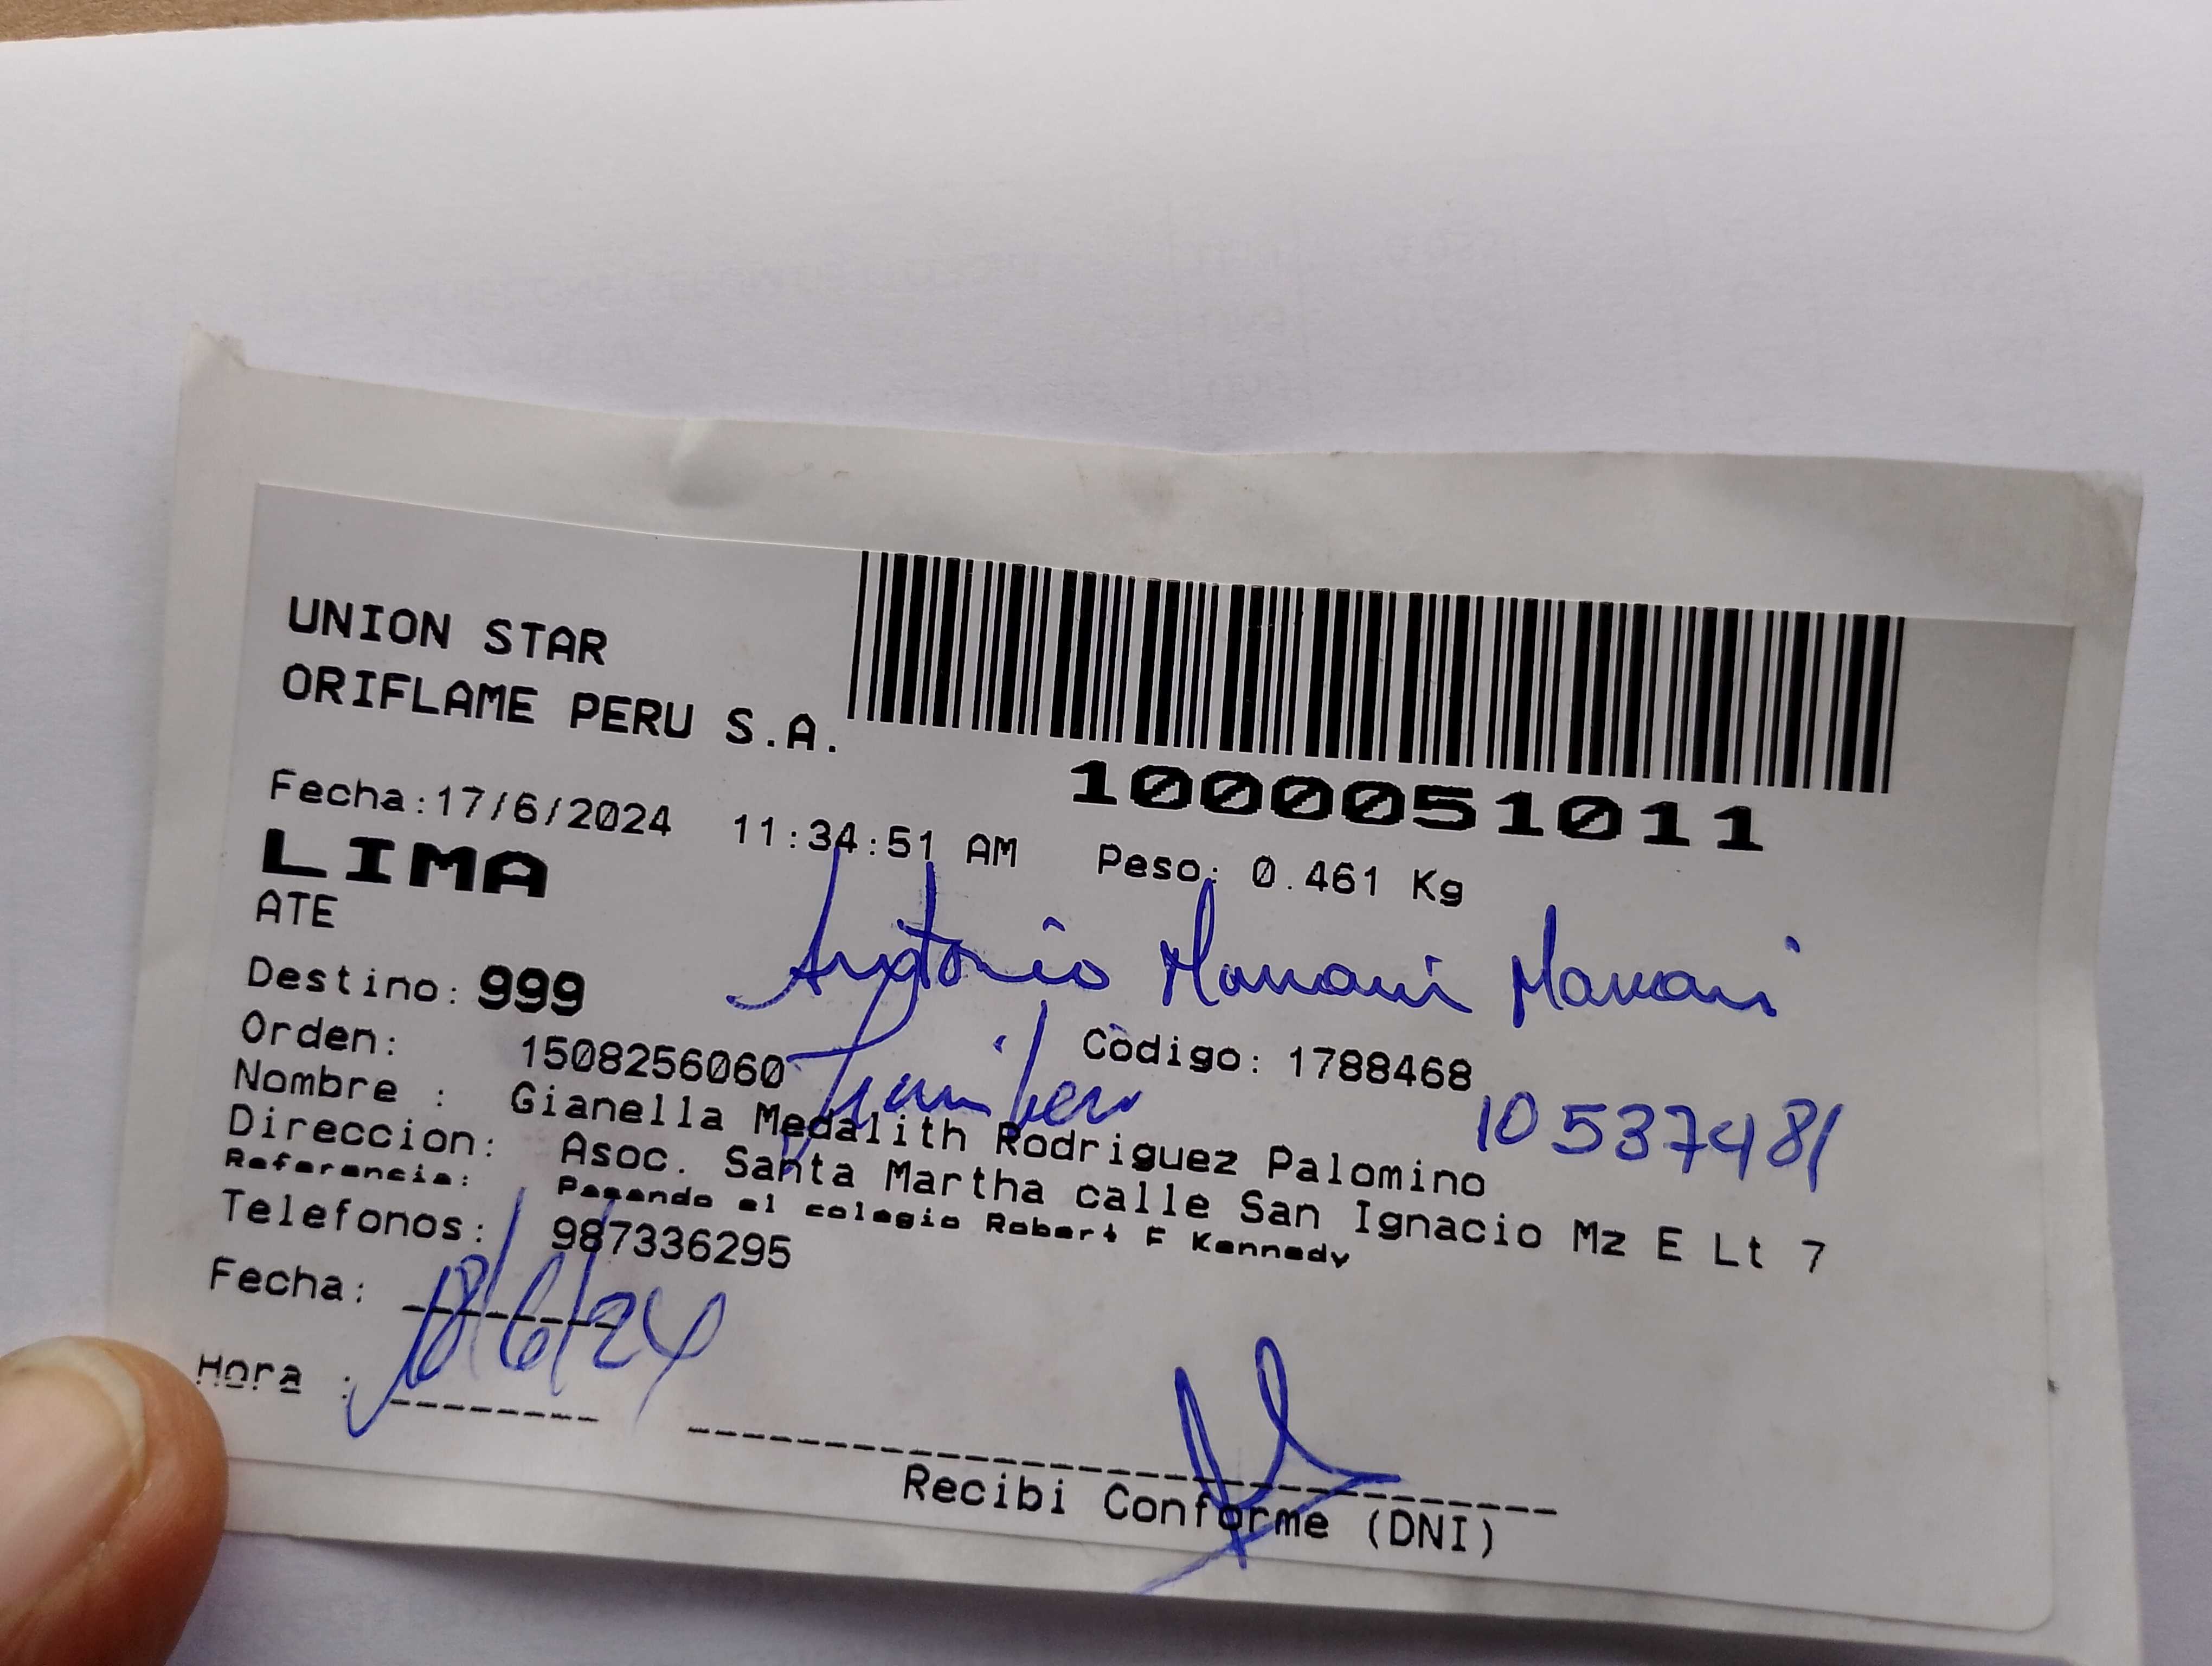 UNION STAR
ORIFLAME PERU S.A.
1000051011
Fecha:17/6/2024 11:34:51 AM Peso: 0.461 Kg
LIMA
ATE
Antonio Mamani Mamani
Destino: 999
Orden: 1508256060 Còdigo: 1788468
10537481
Nombre : Gianella Medalith Rodriguez Palomino
Direccion: Asoc. Santa Martha calle San Ignacio Mz E Lt 7
Referencia: Pasando el colegio Robert F Kennedy
Telefonos: 987336295
Fecha: 18/6/24
Hora :
Recibi Conforme (DNI)